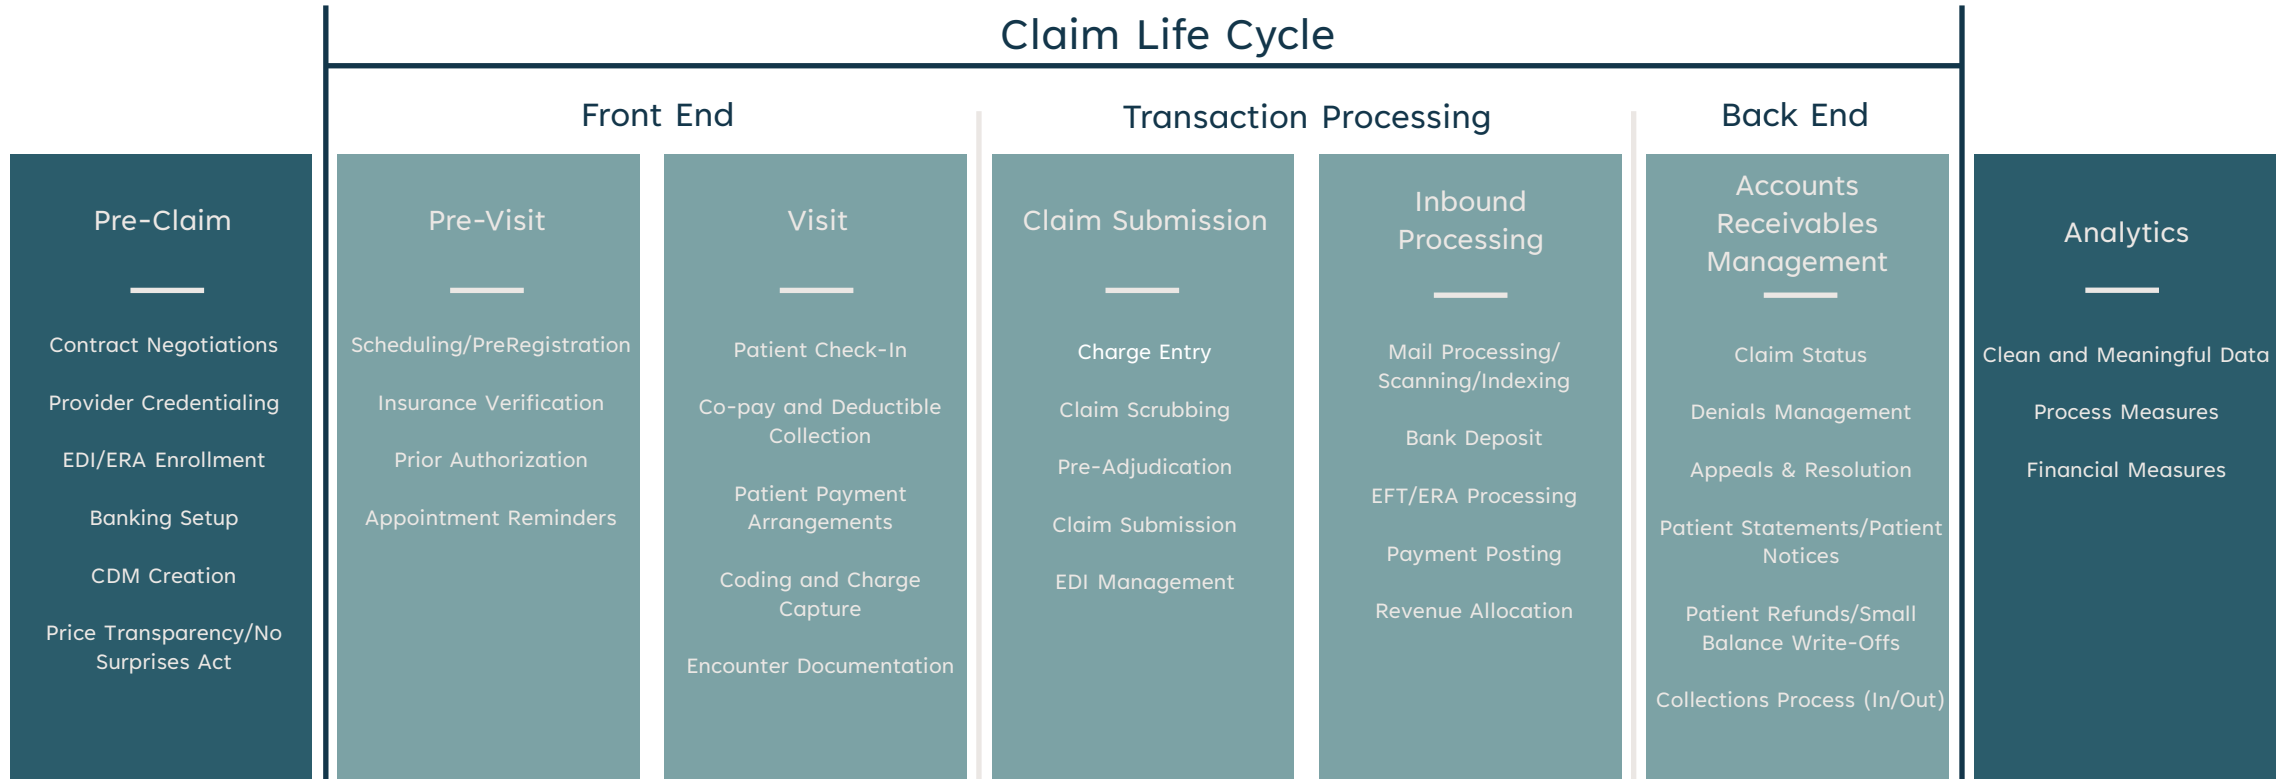 Claim Life Cycle
Front End
Transaction Processing
Back End
Pre-Claim
Contract Negotiations
Provider Credentialing
EDI/ERA Enrollment
Banking Setup
CDM Creation
Price Transparency/No
Surprises Act
Pre-Visit
Scheduling/PreRegistration
Insurance Verification
Prior Authorization
Appointment Reminders
Visit
Patient Check-In
Co-pay and Deductible
Collection
Patient Payment
Arrangements
Coding and Charge
Capture
Encounter Documentation
Claim Submission
Charge Entry
Claim Scrubbing
Pre-Adjudication
Claim Submission
EDI Management
Inbound
Processing
Mail Processing/
Scanning/Indexing
Bank Deposit
EFT/ERA Processing
Payment Posting
Revenue Allocation
Accounts
Receivables
Management
Claim Status
Denials Management
Appeals & Resolution
Patient Statements/Patient
Notices
Patient Refunds/Small
Balance Write-Offs
Collections Process (In/Out)
Analytics
Clean and Meaningful Data
Process Measures
Financial Measures